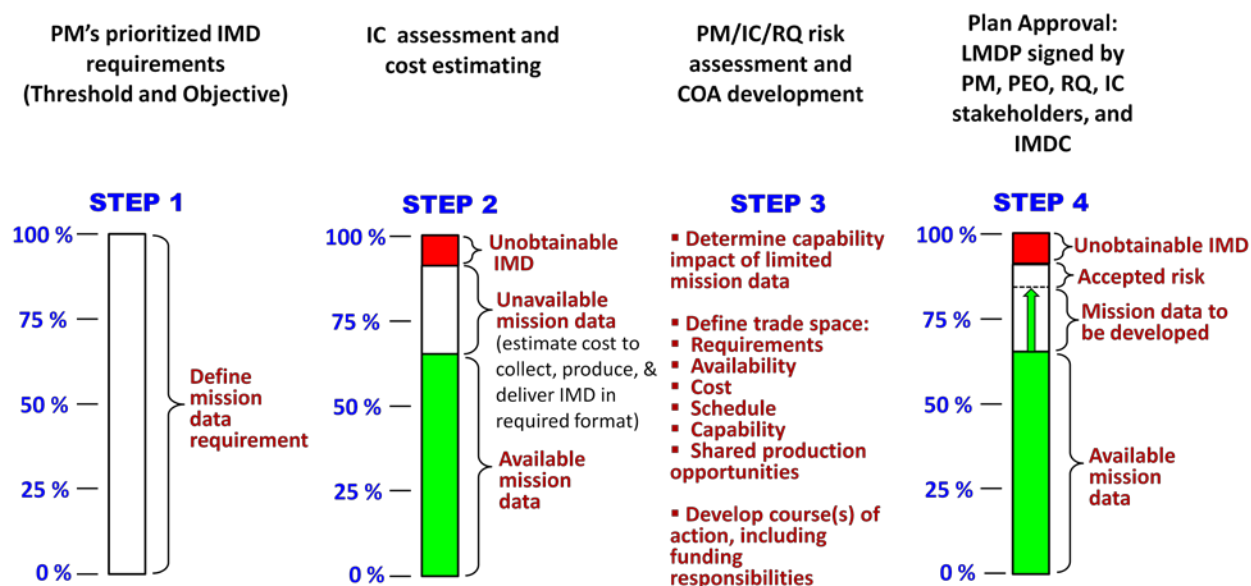 PM's prioritized IMD
requirements
(Threshold and Objective)
STEP 1
100 %
75 %
50 %
25 %
0 %
Define
mission
data
requirement
IC assessment and
cost estimating
STEP 2
100 %
75 %
50 %
25 %
0 %
Unobtainable
IMD
Unavailable
mission data
(estimate cost to
collect, produce, &
deliver IMD in
required format)
Available
mission
data
PM/IC/RQ risk
assessment and
COA development
STEP 3
▪ Determine capability
impact of limited
mission data
▪ Define trade space:
▪ Requirements
▪ Availability
▪ Cost
▪ Schedule
▪ Capability
▪ Shared production
opportunities
▪ Develop course(s) of
action, including
funding
responsibilities
Plan Approval:
LMDP signed by
PM, PEO, RQ, IC
stakeholders, and
IMDC
STEP 4
100 %
75 %
50 %
25 %
0 %
Unobtainable IMD
Accepted risk
Mission data to
be developed
Available
mission
data